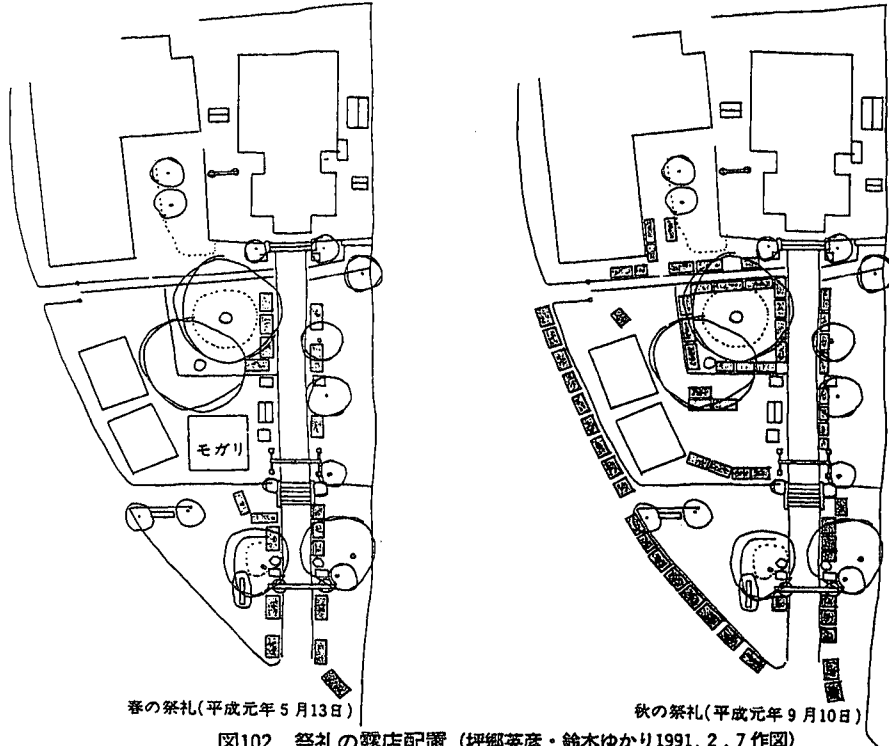 モガリ
春の祭礼(平成元年5月13日)
秋の祭礼(平成元年9月10日)
図102 祭礼の露店配置 (坪郷英彦・鈴木ゆかり1991.2.7作図)